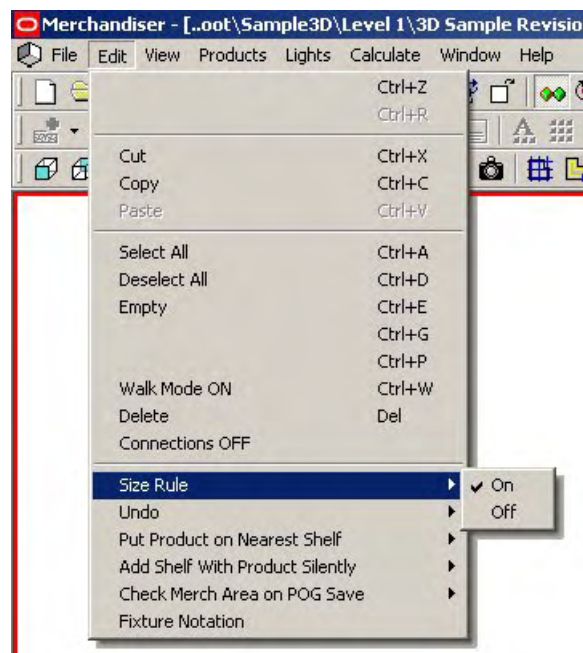 Merchandiser - [..oot\Sample3D\Level 1\3D Sample Revisio
File Edit View Products Lights Calculate Window Help
Ctrl+Z
Ctrl+R
Cut Ctrl+X
Copy Ctrl+C
Paste Ctrl+V
Select All Ctrl+A
Deselect All Ctrl+D
Empty Ctrl+E
Ctrl+G
Ctrl+P
Walk Mode ON Ctrl+W
Delete Del
Connections OFF
Size Rule On
Undo Off
Put Product on Nearest Shelf
Add Shelf With Product Silently
Check Merch Area on POG Save
Fixture Notation